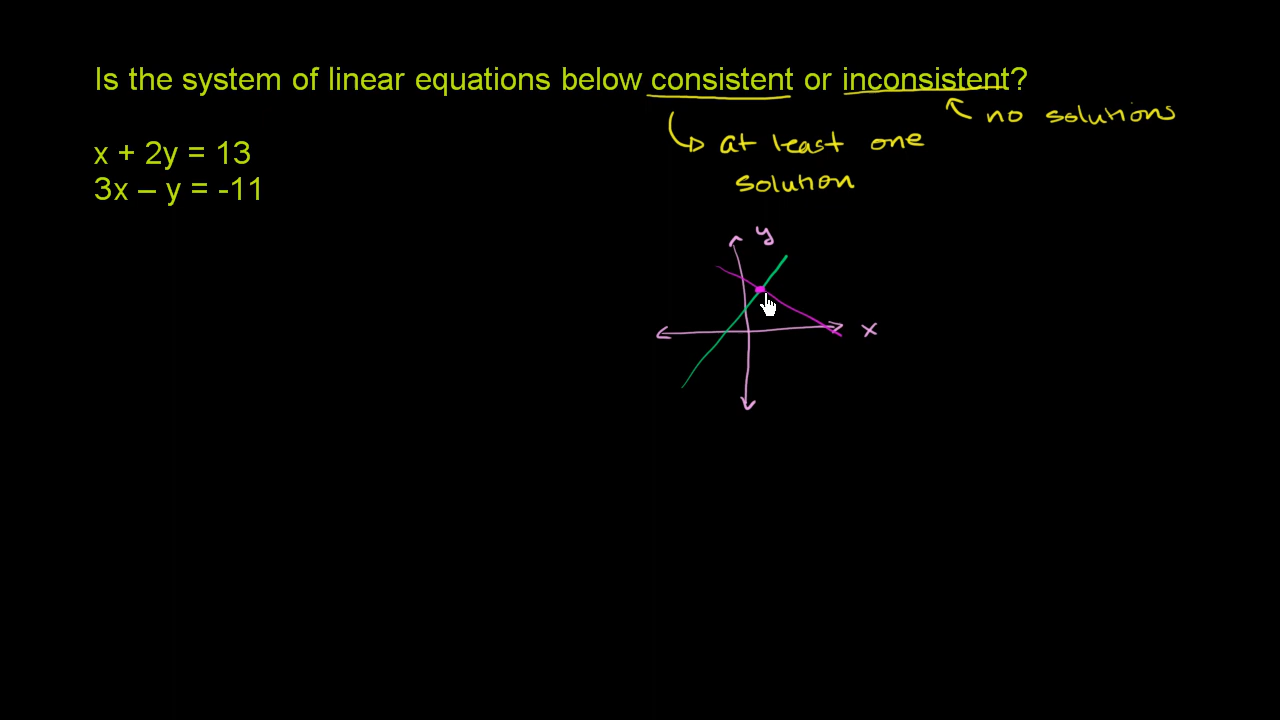 Is the system of linear equations below consistent or inconsistent?
no solutions
at least one
solution
x + 2y = 13
3x – y = -11
y
x